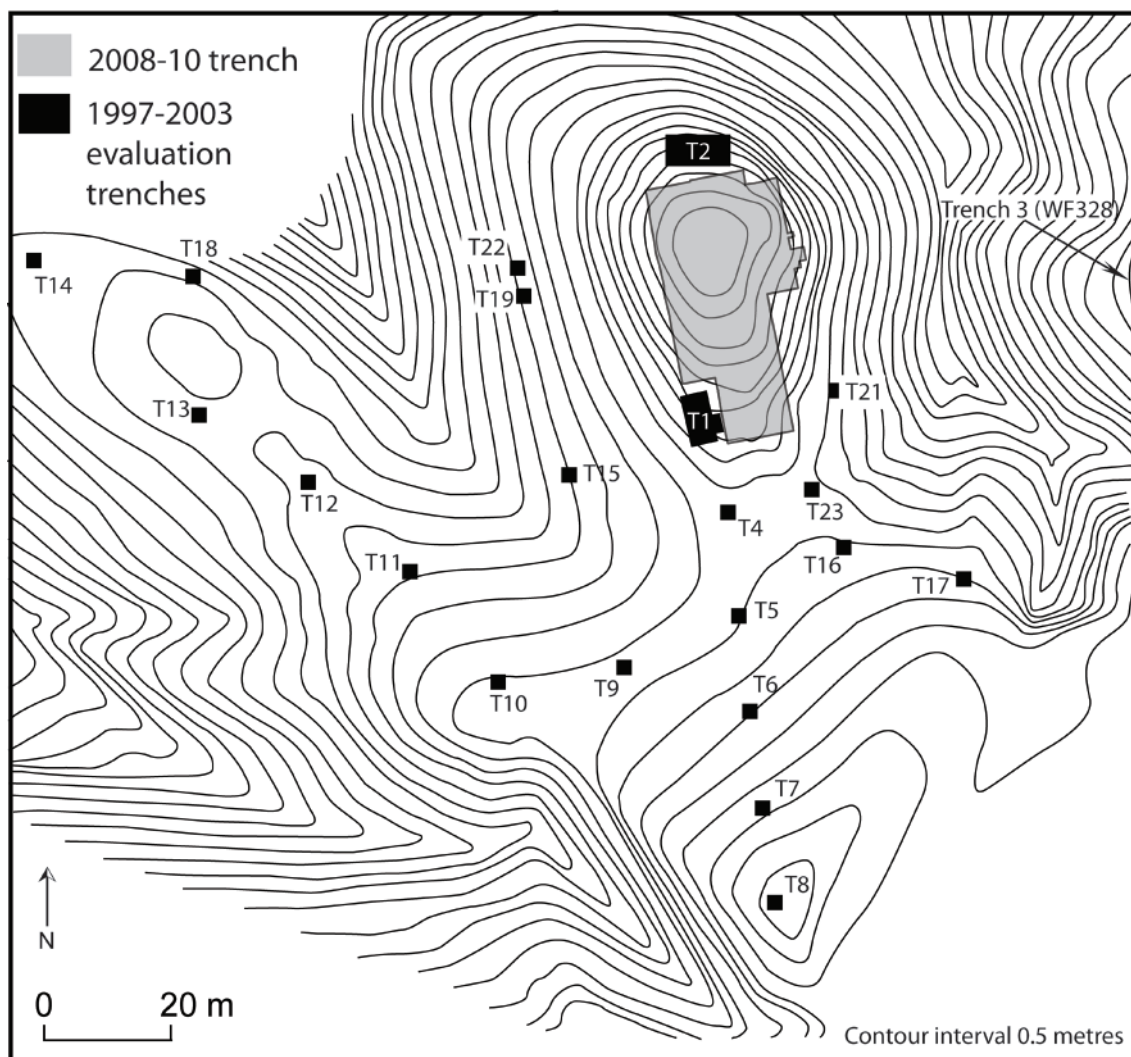 2008-10 trench
1997-2003
evaluation
trenches
T2
Trench 3 (WF328)
T18
T22
T14
T19
T21
T13
T1
T15
T12
T23
T4
T11
T16
T17
T5
T9
T10
T6
T7
T8
N
0 20 m
Contour interval 0.5 metres